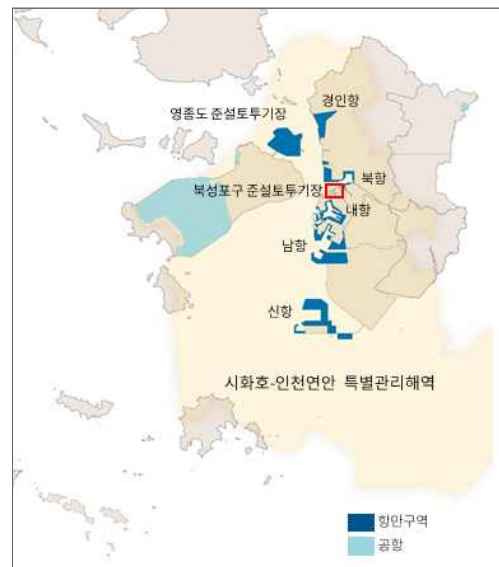 경인항
영종도 준설토투기장
북항
북성포구 준설토투기장
내항
남항
신항
시화호-인천연안 특별관리해역
항만구역
공항